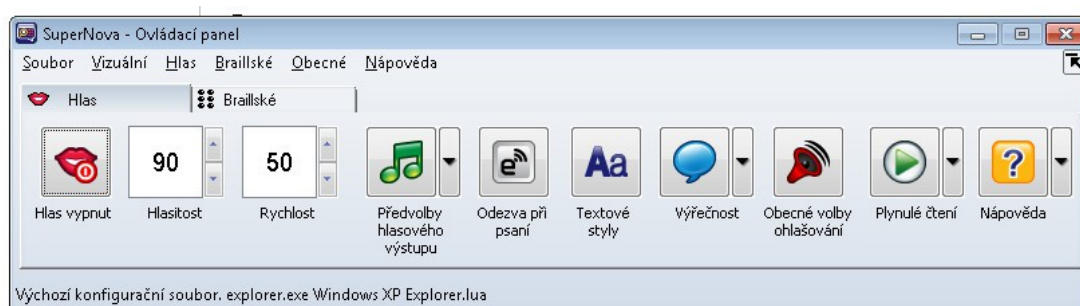 SuperNova - Ovládací panel
Soubor Vizuální Hlas Braillské Obecné Nápověda
Hlas Braillské
90 50 e Aa ?
Hlas vypnut Hlasitost Rychlost Předvolby hlasového výstupu Odezva při psaní Textové styly Výřečnost Obecné volby ohlašování Plynulé čtení Nápověda
Výchozí konfigurační soubor. explorer.exe Windows XP Explorer.lua